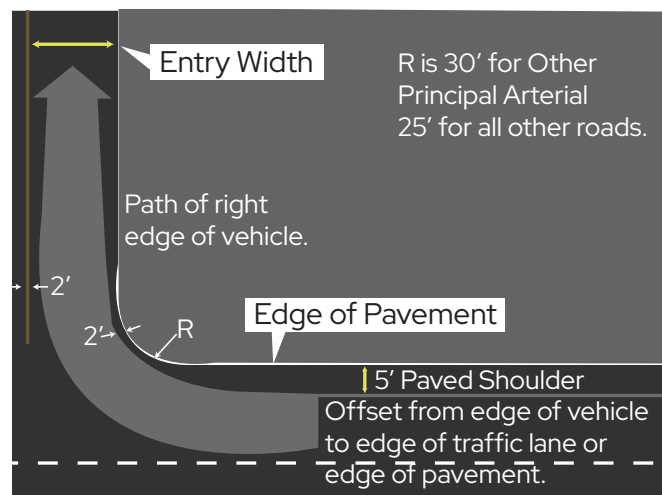 Entry Width
R is 30’ for Other
Principal Arterial
25’ for all other roads.
Path of right
edge of vehicle.
2’
2’
R
Edge of Pavement
5’ Paved Shoulder
Offset from edge of vehicle
to edge of traffic lane or
edge of pavement.